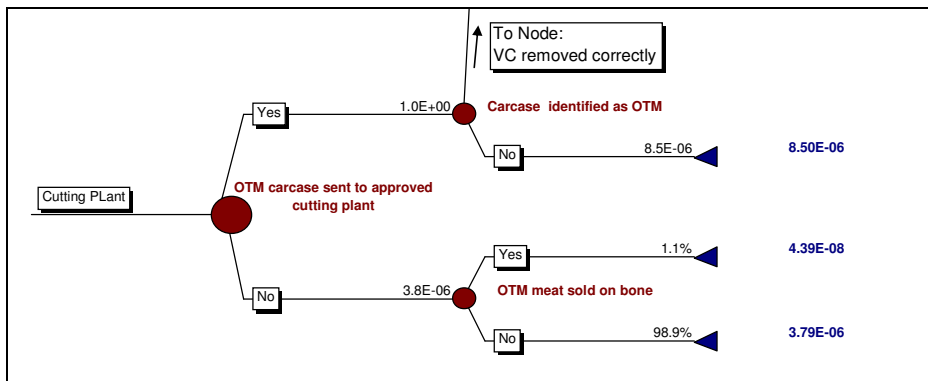 To Node:
VC removed correctly
Yes
1.0E+00
Carcase identified as OTM
No
8.5E-06
8.50E-06
Cutting PLant
OTM carcase sent to approved
cutting plant
Yes
1.1%
4.39E-08
No
3.8E-06
OTM meat sold on bone
No
98.9%
3.79E-06